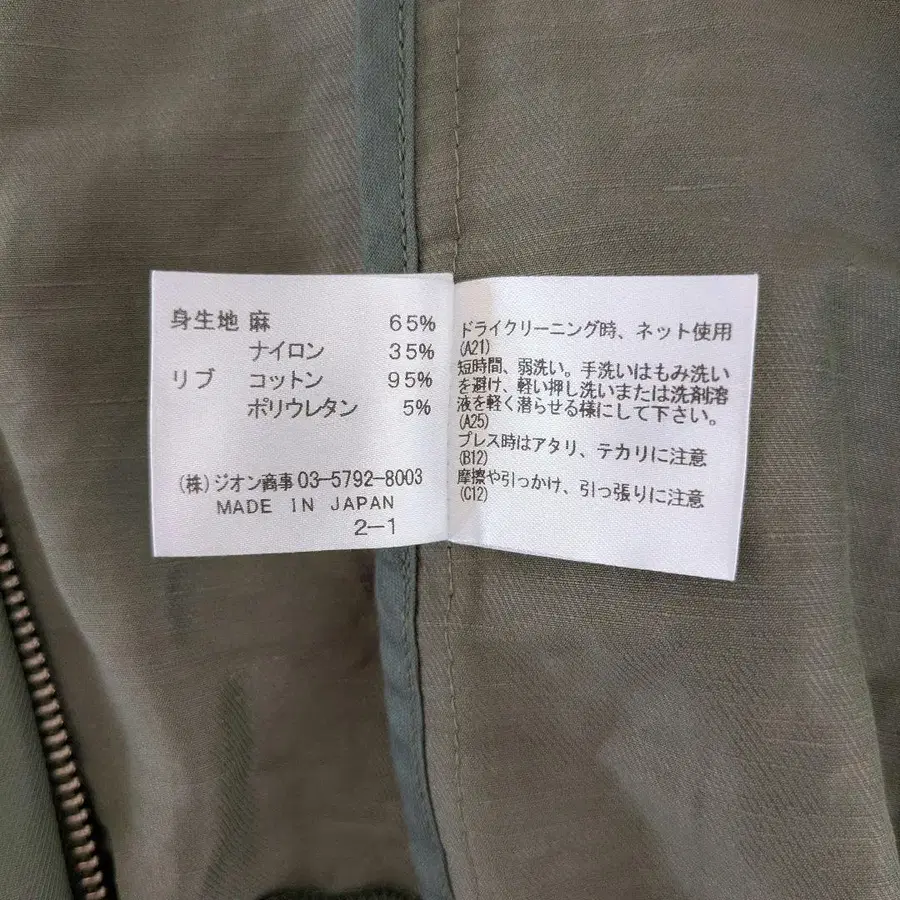 身生地 麻 65%
ナイロン 35%
リブ コットン 95%
ポリウレタン 5%
(株)ジオン商事 03-5792-8003
MADE IN JAPAN
2-1
ドライクリーニング時、ネット使用
(A21)
短時間、弱洗い。手洗いはもみ洗い
を避け、軽い押し洗いまたは洗剤溶
液を軽く潜らせる様にして下さい。
(A25)
プレス時はアタリ、テカリに注意
(B12)
摩擦や引っかけ、引っ張りに注意
(C12)